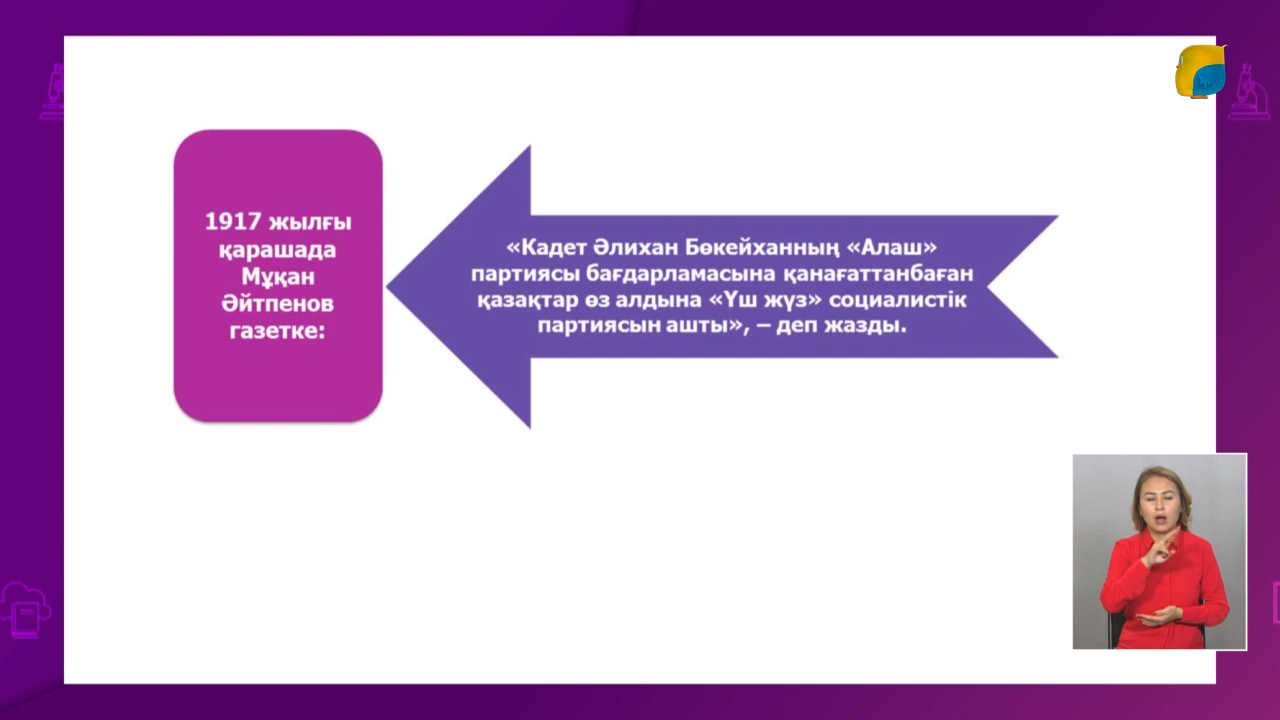 1917 жылғы
қарашада
Мұқан
Әйтпенов
газетке:
«Кадет Әлихан Бөкейханның «Алаш»
партиясы бағдарламасына қанағаттанбаған
қазақтар өз алдына «Үш жүз» социалистік
партиясын ашты», – деп жазды.